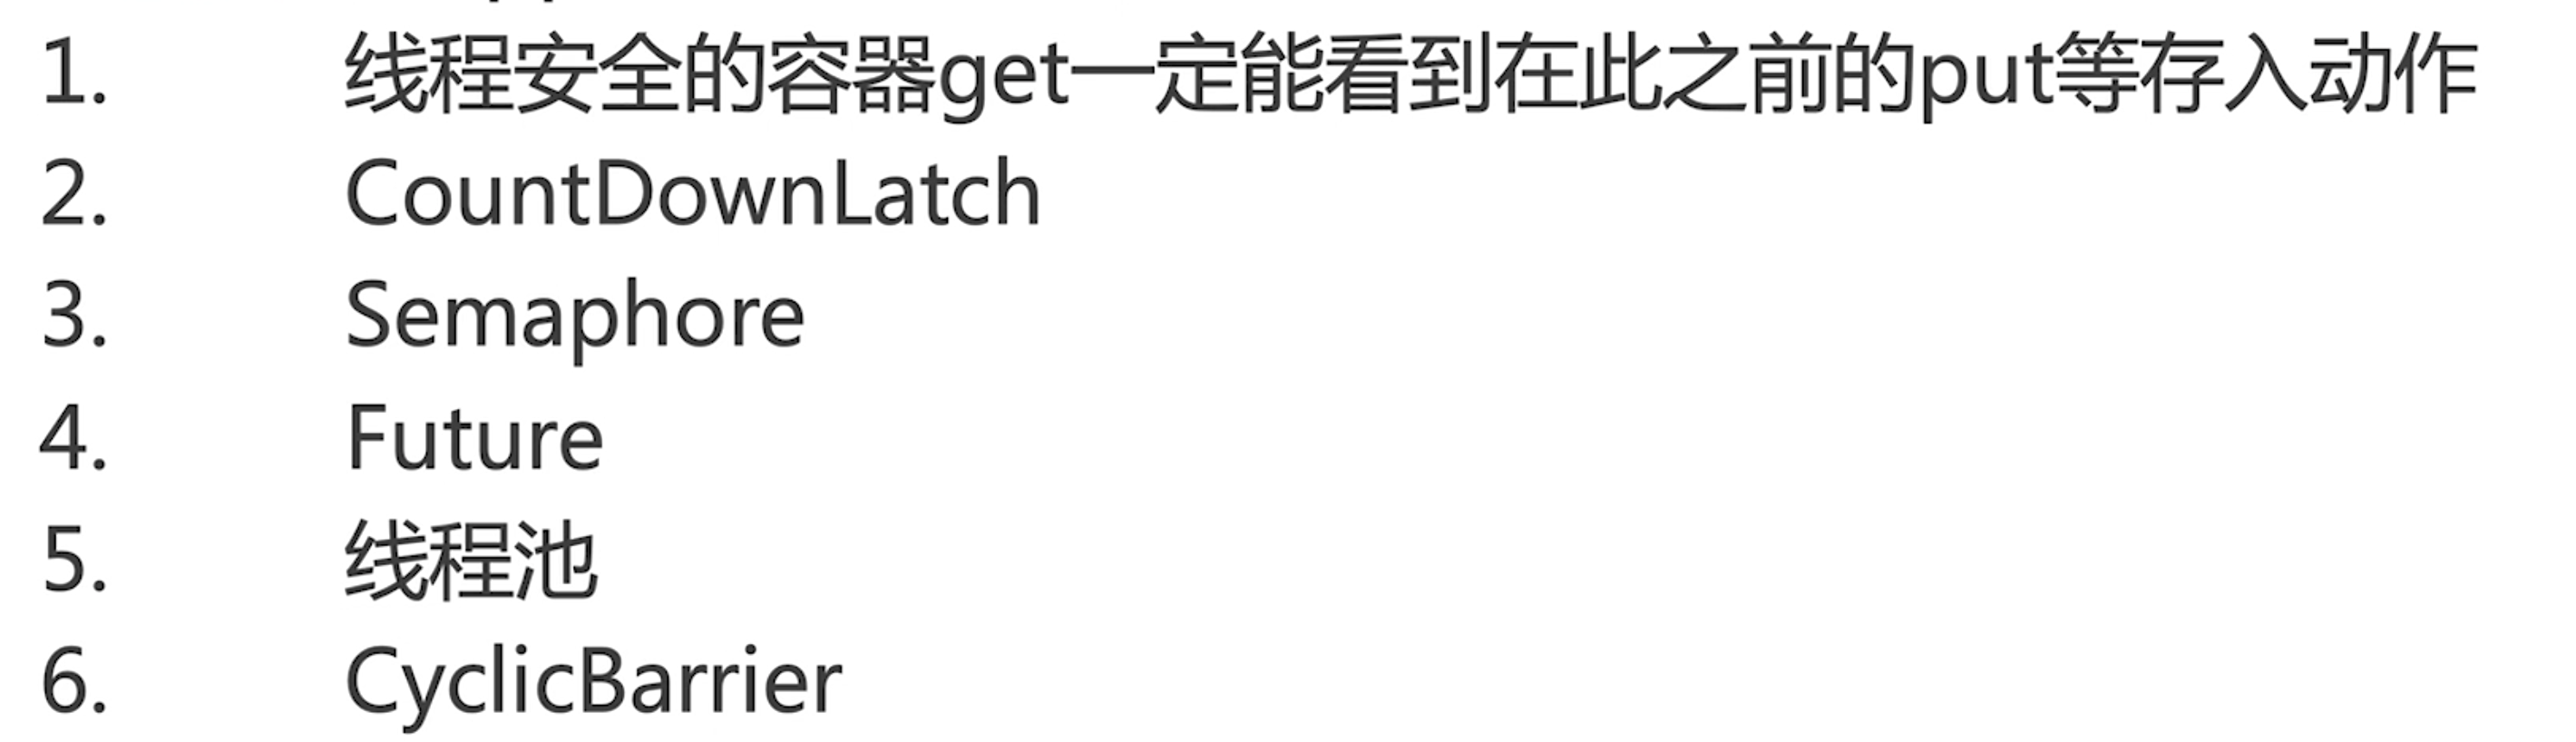 1. 线程安全的容器get一定能看到在此之前的put等存入动作
2. CountDownLatch
3. Semaphore
4. Future
5. 线程池
6. CyclicBarrier